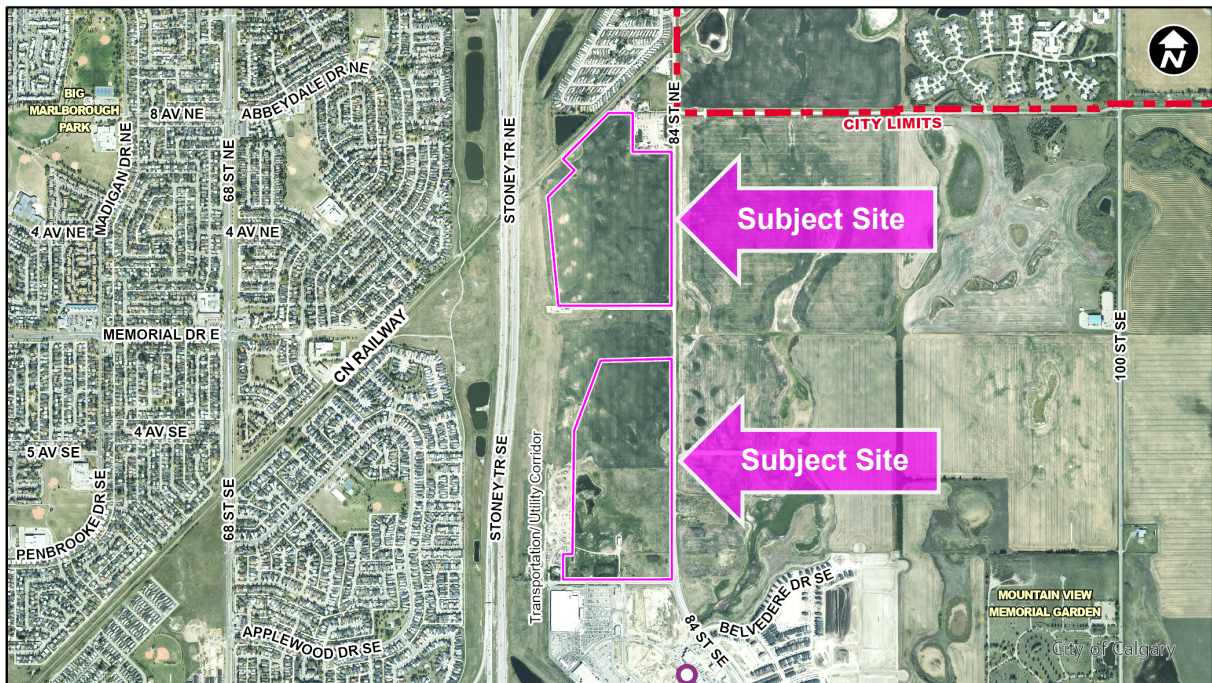 N
BIG
MARLBOROUGH
PARK
8 AV NE
ABBEYDALE DR NE
84 ST NE
CITY LIMITS
MADIGAN DR NE
68 ST NE
STONEY TR NE
4 AV NE
4 AV NE
Subject Site
MEMORIAL DR E
CN RAILWAY
100 ST SE
4 AV SE
5 AV SE
STONEY TR SE
Subject Site
68 ST SE
PENBROOKE DR SE
Transportation/ Utility Corridor
BELVEDERE DR SE
MOUNTAIN VIEW
MEMORIAL GARDEN
84 ST SE
APPLEWOOD DR SE
City of Calgary